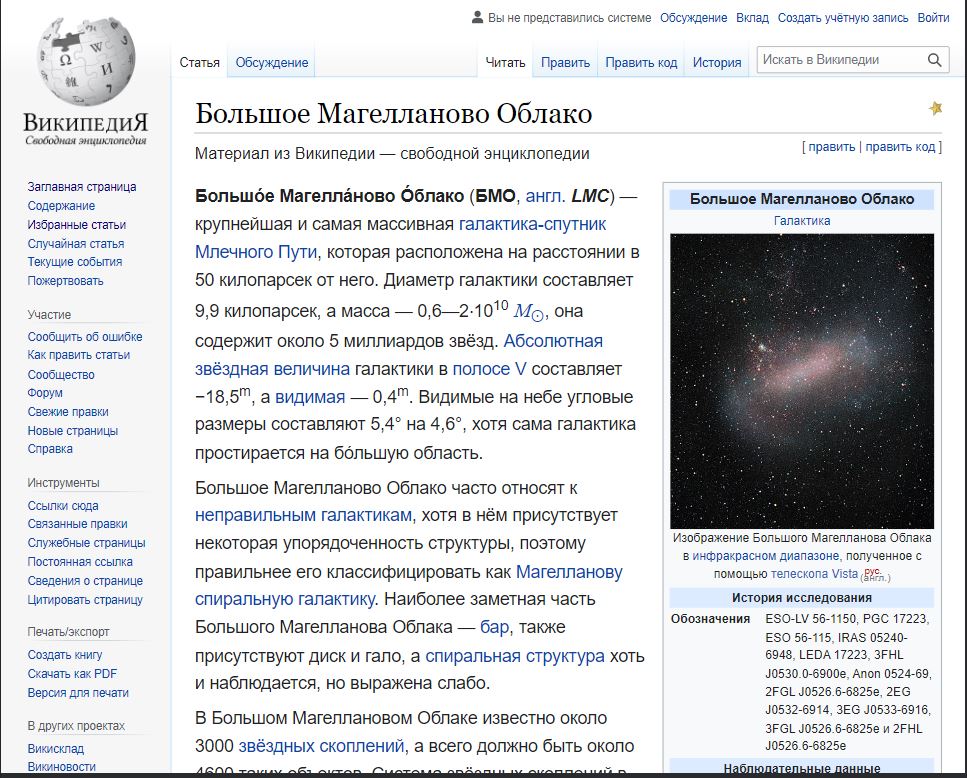 Вы не представились системе Обсуждение Вклад Создать учётную запись Войти
Статья Обсуждение Читать Править Править код История Искать в Википедии
ВикипедиЯ
Свободная энциклопедия
Заглавная страница
Содержание
Избранные статьи
Случайная статья
Текущие события
Пожертвовать
Участие
Сообщить об ошибке
Как править статьи
Сообщество
Форум
Свежие правки
Новые страницы
Справка
Инструменты
Ссылки сюда
Связанные правки
Служебные страницы
Постоянная ссылка
Сведения о странице
Цитировать страницу
Печать/экспорт
Создать книгу
Скачать как PDF
Версия для печати
В других проектах
Викисклад
Викиновости
Большое Магелланово Облако
Материал из Википедии — свободной энциклопедии
[ править | править код ]
Большо́е Магелла́ново О́блако (БМО, англ. LMC) —
крупнейшая и самая массивная галактика-спутник
Млечного Пути, которая расположена на расстоянии в
50 килопарсек от него. Диаметр галактики составляет
9,9 килопарсек, а масса — 0,6—2·10¹⁰ M☉, она
содержит около 5 миллиардов звёзд. Абсолютная
звёздная величина галактики в полосе V составляет
−18,5ᵐ, а видимая — 0,4ᵐ. Видимые на небе угловые
размеры составляют 5,4° на 4,6°, хотя сама галактика
простирается на бо́льшую область.
Большое Магелланово Облако часто относят к
неправильным галактикам, хотя в нём присутствует
некоторая упорядоченность структуры, поэтому
правильнее его классифицировать как Магелланову
спиральную галактику. Наиболее заметная часть
Большого Магелланова Облака — бар, также
присутствуют диск и гало, а спиральная структура хоть
и наблюдается, но выражена слабо.
В Большом Магеллановом Облаке известно около
3000 звёздных скоплений, а всего должно быть около
4600 таких объектов. Система звёздных скоплений в
Большое Магелланово Облако
Галактика
Изображение Большого Магелланова Облака
в инфракрасном диапазоне, полученное с
помощью телескопа Vista (рус. англ.)
История исследования
Обозначения ESO-LV 56-1150, PGC 17223,
ESO 56-115, IRAS 05240-
6948, LEDA 17223, 3FHL
J0530.0-6900e, Anon 0524-69,
2FGL J0526.6-6825e, 2EG
J0532-6914, 3EG J0533-6916,
3FGL J0526.6-6825e и 2FHL
J0526.6-6825e
Наблюдательные данные